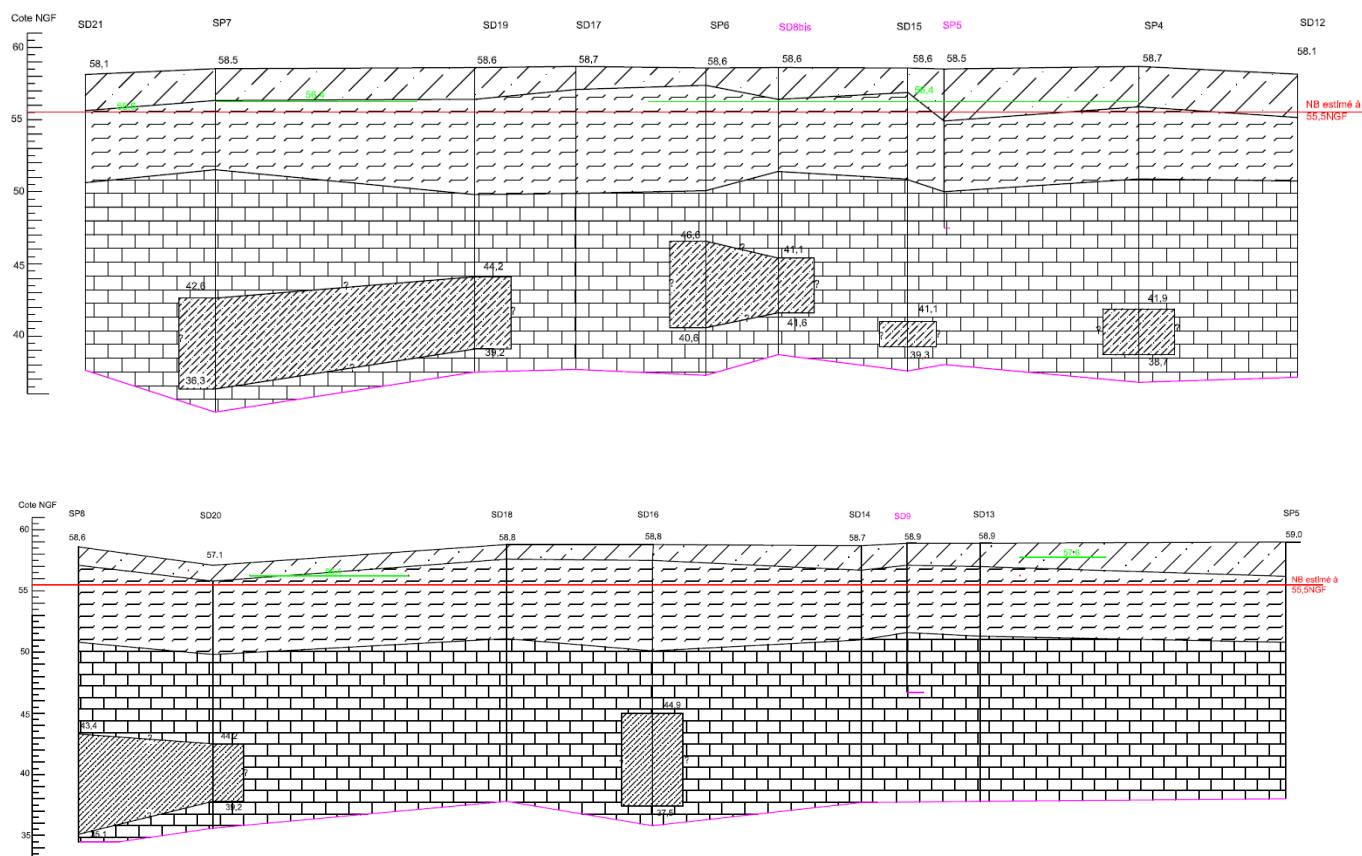 Cote NGF
SD21 SP7 SD19 SD17 SP6 SD8bis SD15 SP5 SP4 SD12
58,1 58.5 58.6 58,7 58,6 58.6 58,6 58.5 58.7 58.1
60
56,4
NB estimé à
55,5NGF
55
50
46,6 41,1
45
44,2
42,6
41,1 41,9
41,6
40
40,6
39,2 39,3
38,7
36,3
? ? ? ? ? ? ? ? ? ?
Cote NGF
SP8 SD20 SD18 SD16 SD14 SD9 SD13 SP5
58.6 57.1 58,8 58,8 58.7 58.9 58.9 59,0
60
57,8
NB estimé à
55,5NGF
55
50
45
44,9
43,4 44,2
? ? ? ?
40
39,2
37,5
35
35,1